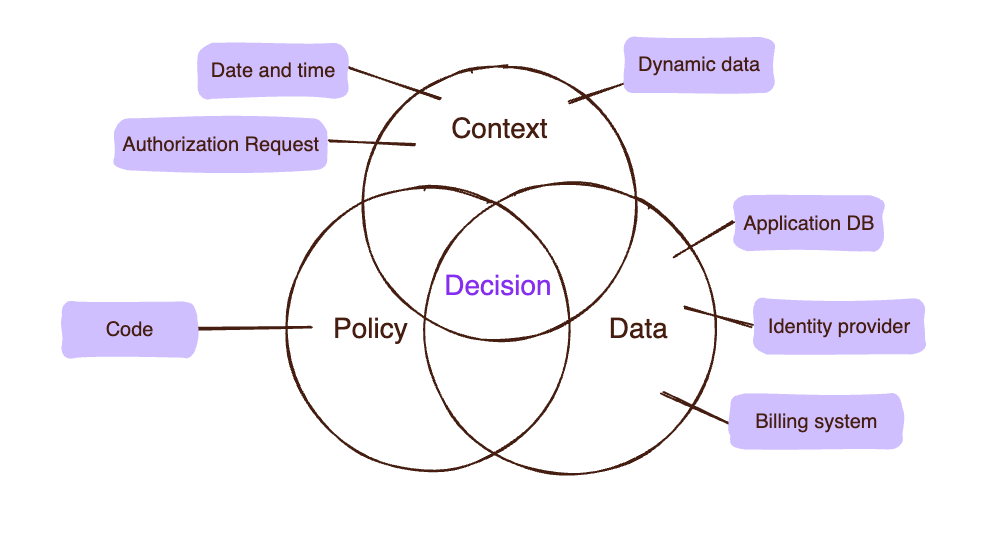 Date and time
Dynamic data
Context
Authorization Request
Application DB
Decision
Code
Policy
Data
Identity provider
Billing system